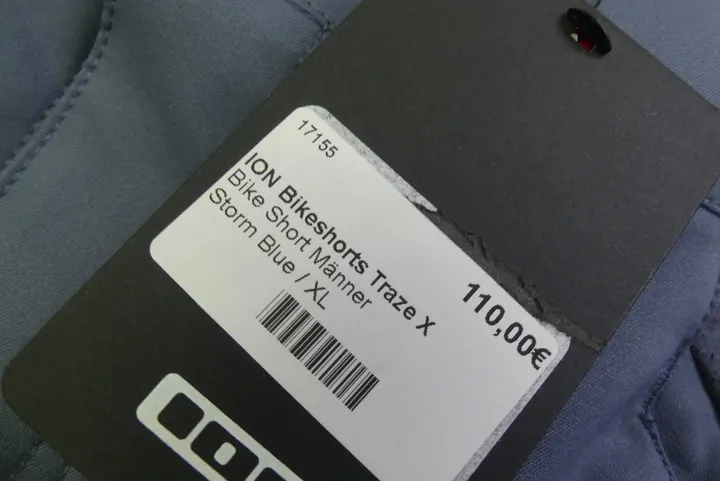 17155
ION Bikeshorts Traze X
Bike Short Männer
Storm Blue / XL
110,00€